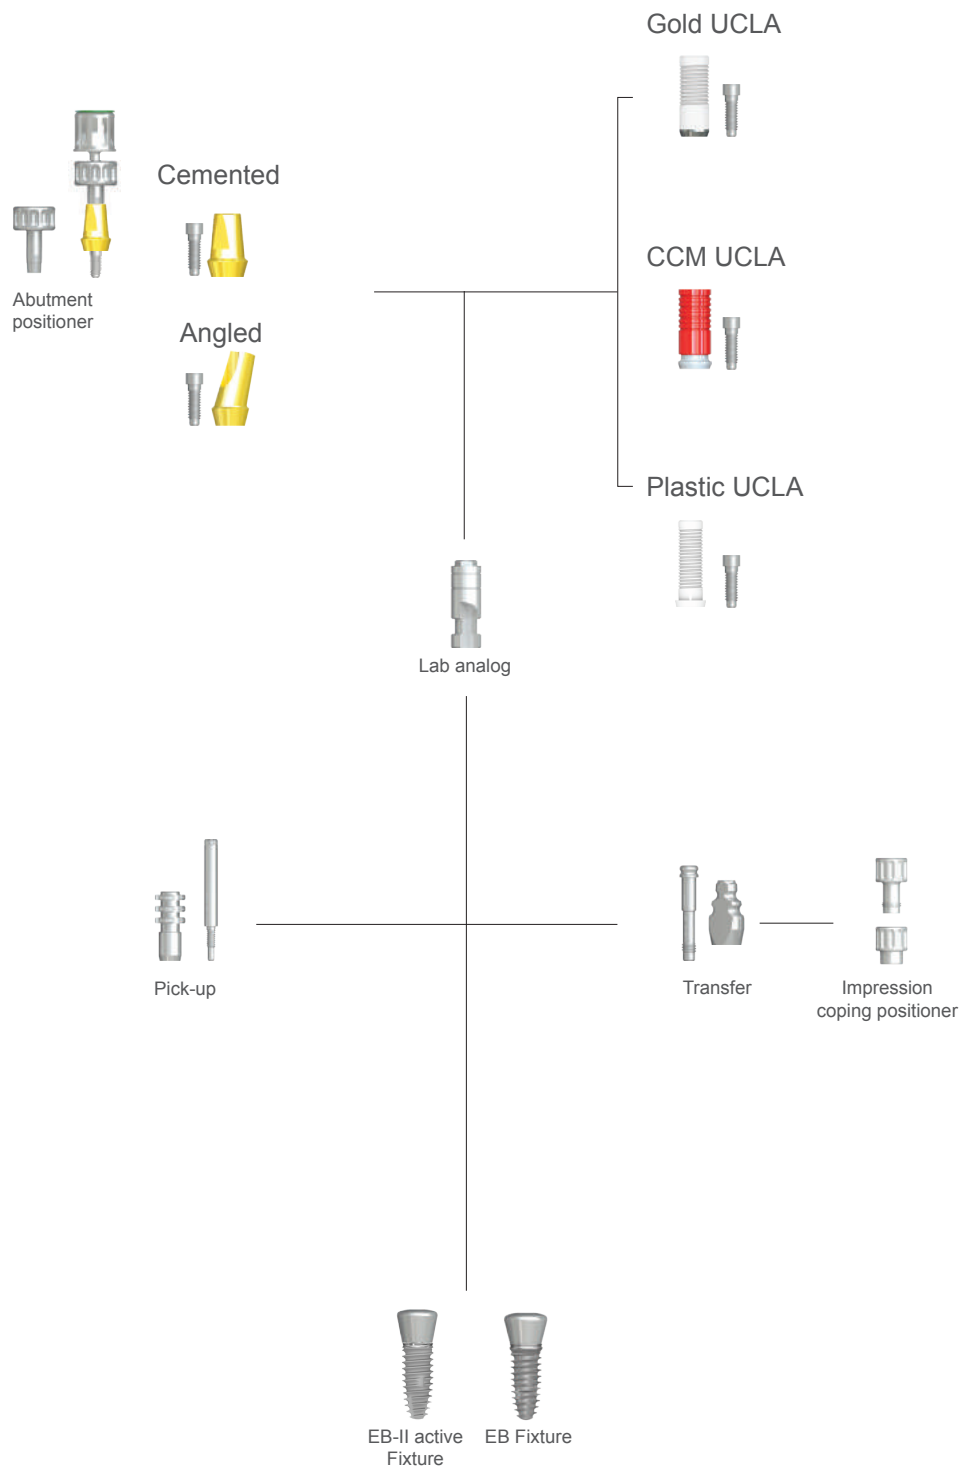 Gold UCLA
Cemented
CCM UCLA
Abutment
positioner
Angled
Plastic UCLA
Lab analog
Pick-up
Transfer
Impression
coping positioner
EB-II active
Fixture
EB Fixture